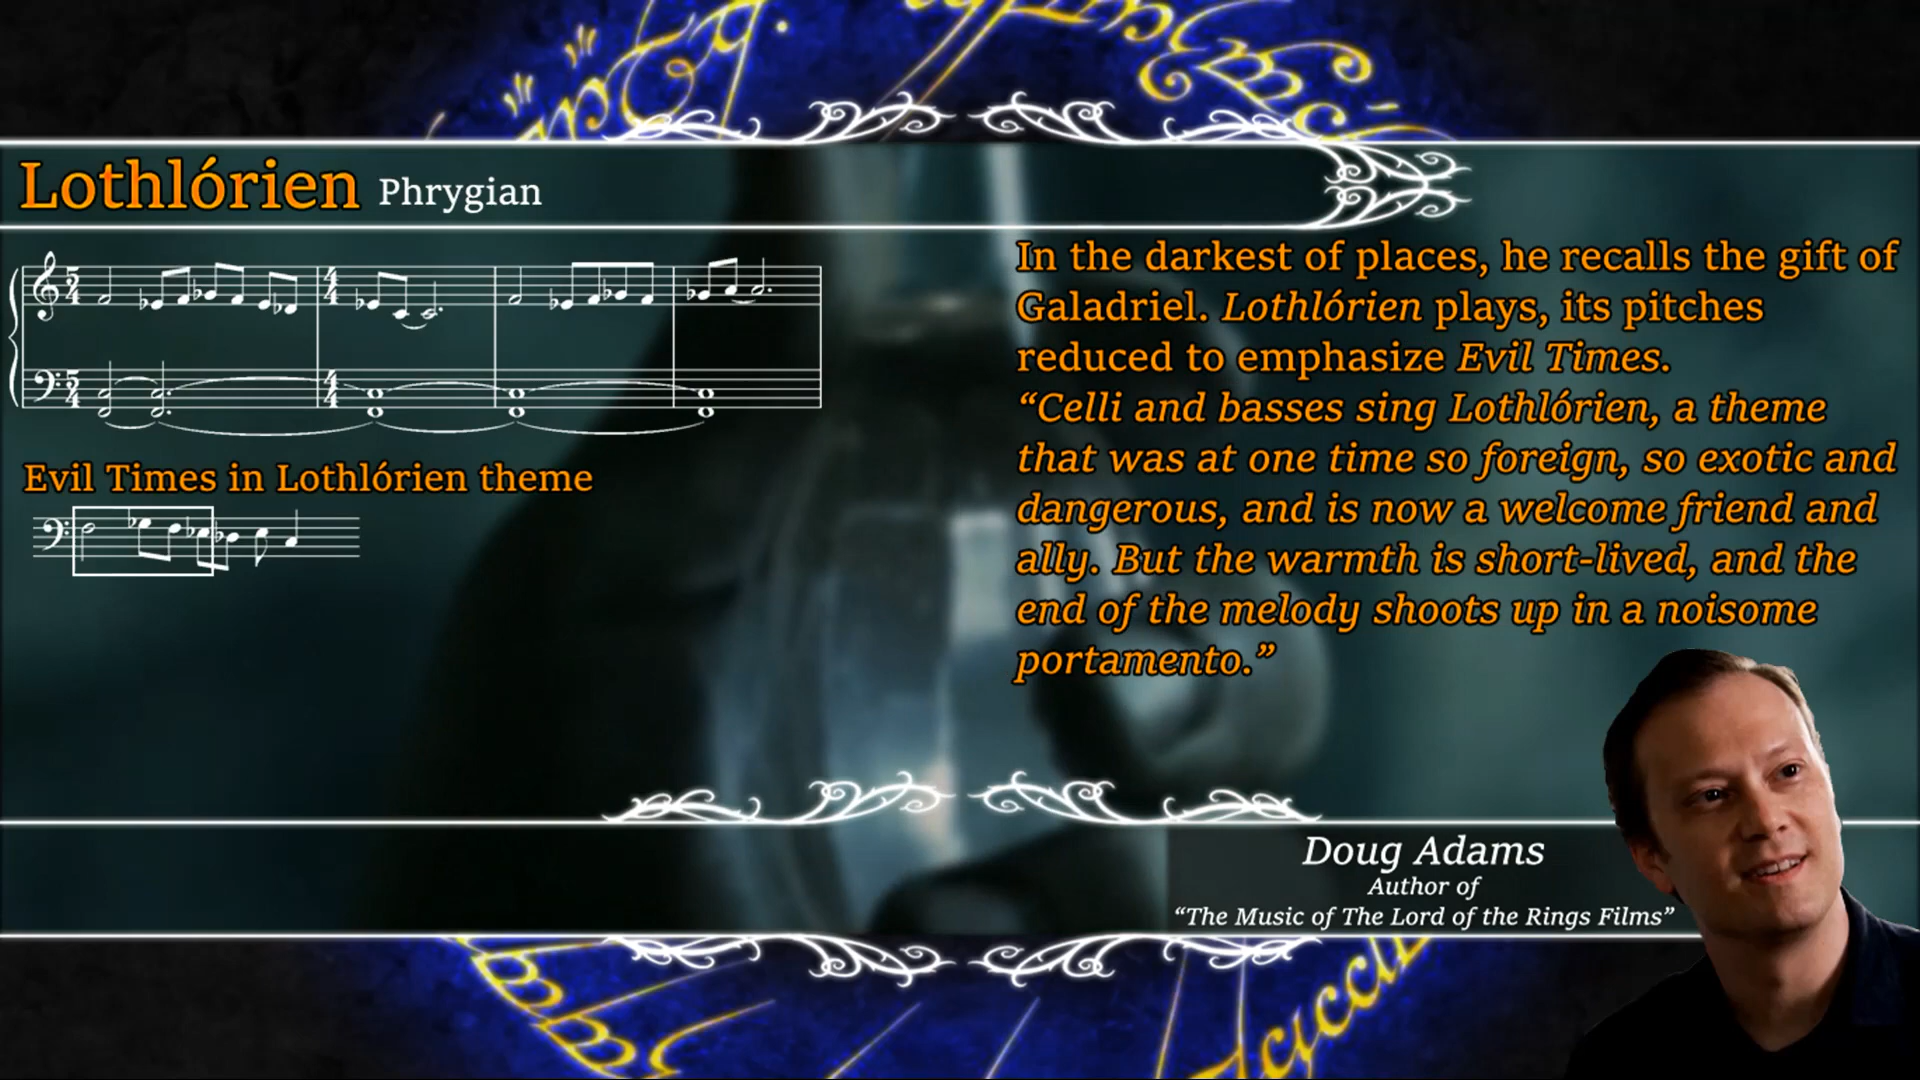 Lothlórien Phrygian
In the darkest of places, he recalls the gift of
Galadriel. Lothlórien plays, its pitches
reduced to emphasize Evil Times.
“Celli and basses sing Lothlórien, a theme
that was at one time so foreign, so exotic and
dangerous, and is now a welcome friend and
ally. But the warmth is short-lived, and the
end of the melody shoots up in a noisome
portamento.”
Evil Times in Lothlórien theme
Doug Adams
Author of
“The Music of The Lord of the Rings Films”